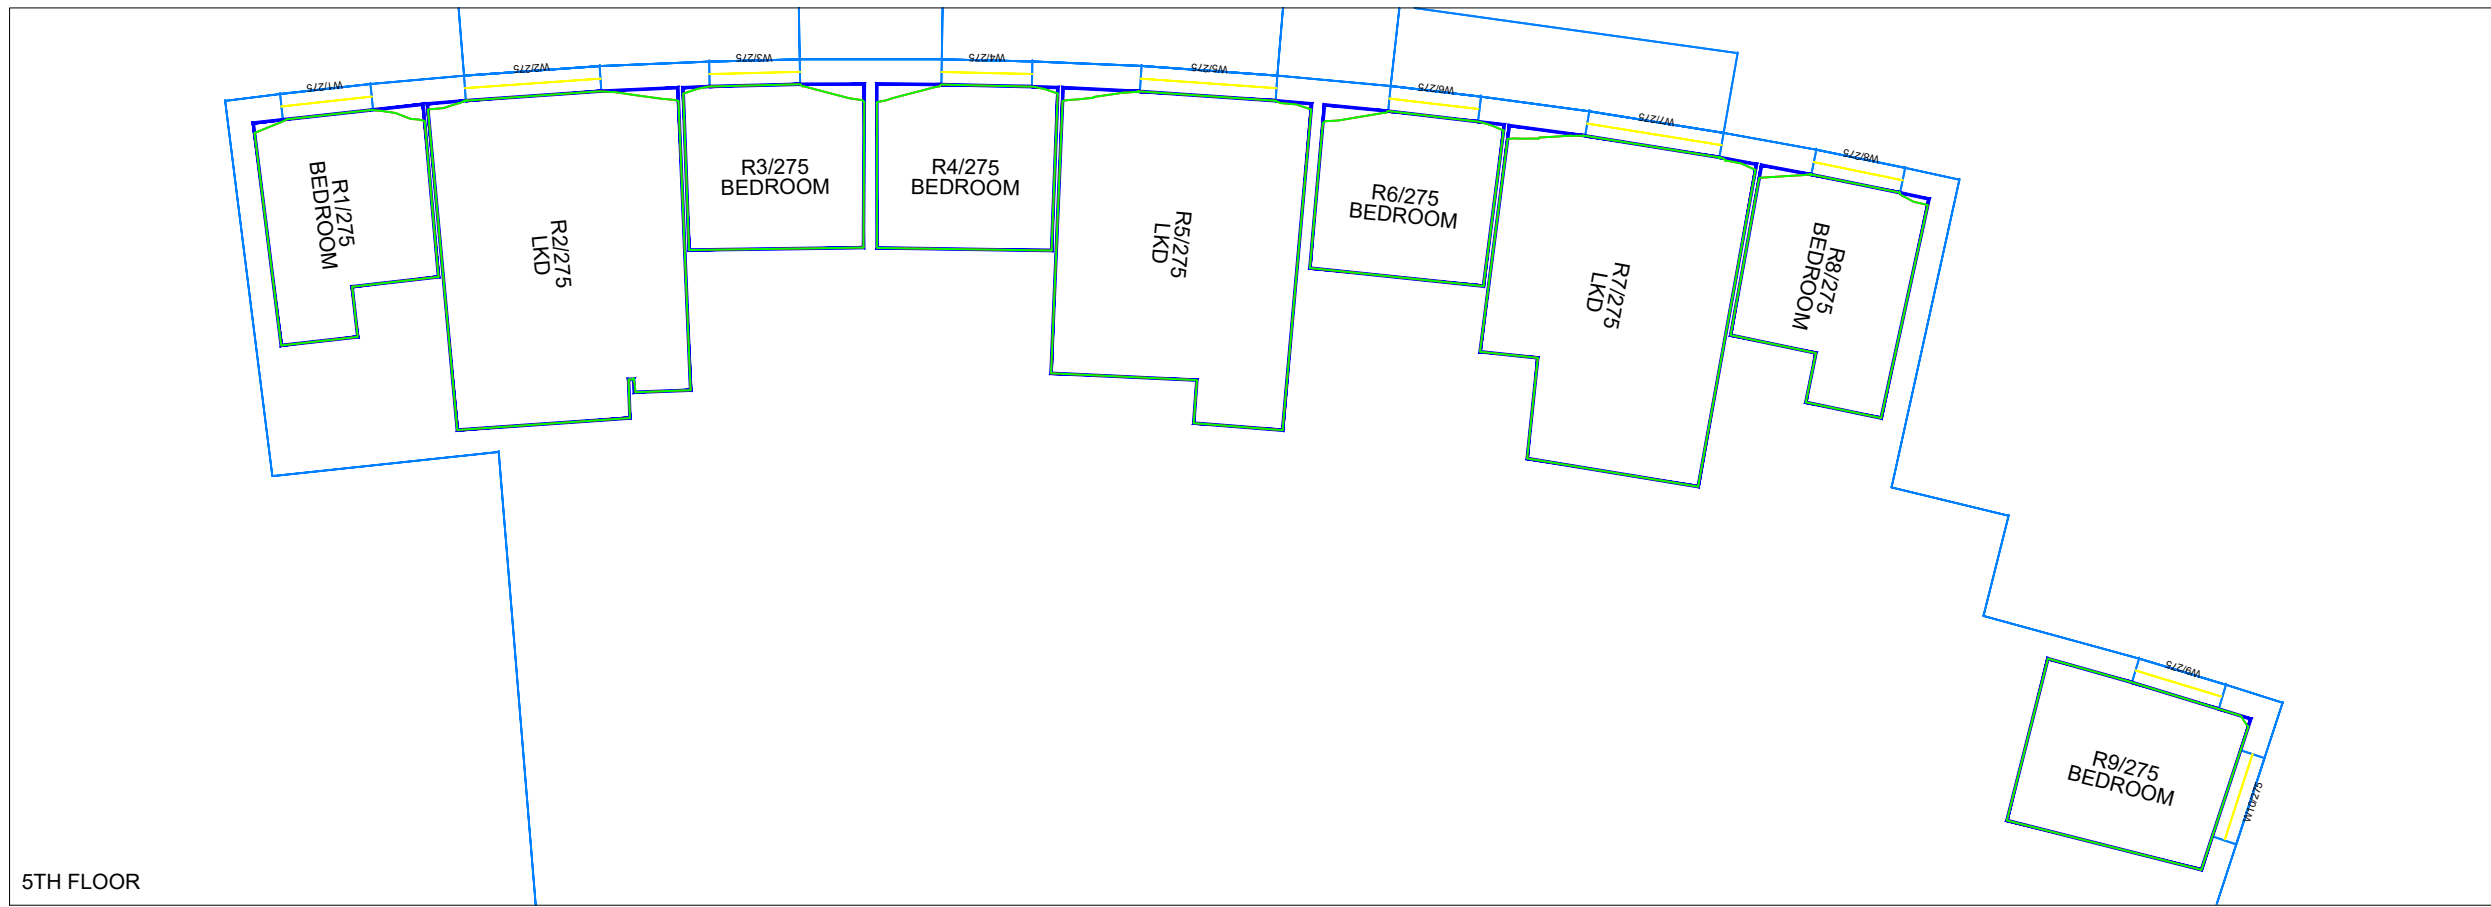 W1/275
W2/275
W3/275
W4/275
W5/275
W6/275
W7/275
W8/275
R1/275
BEDROOM
R2/275
LKD
R3/275
BEDROOM
R4/275
BEDROOM
R5/275
LKD
R6/275
BEDROOM
R7/275
LKD
R8/275
BEDROOM
W9/275
R9/275
BEDROOM
W10/275
5TH FLOOR